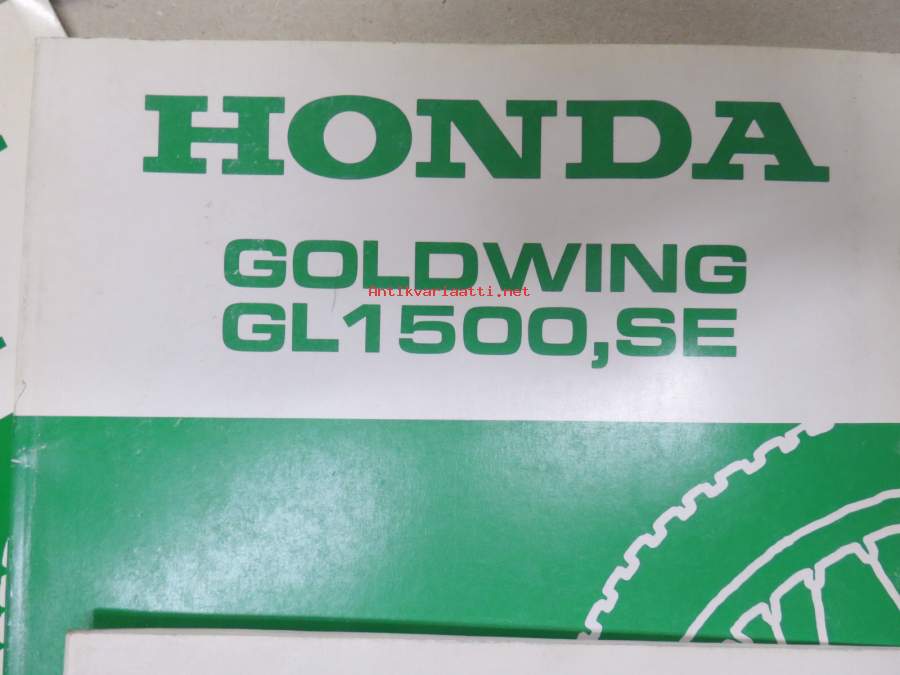 HONDA
GOLDWING
Antikvariaatti.net
GL1500,SE